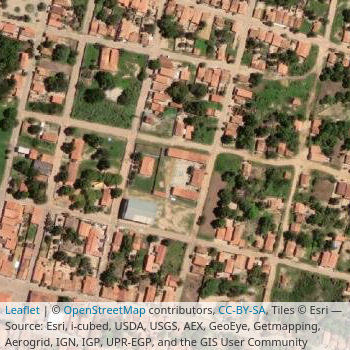 Leaflet | © OpenStreetMap contributors, CC-BY-SA, Tiles © Esri —
Source: Esri, i-cubed, USDA, USGS, AEX, GeoEye, Getmapping,
Aerogrid, IGN, IGP, UPR-EGP, and the GIS User Community